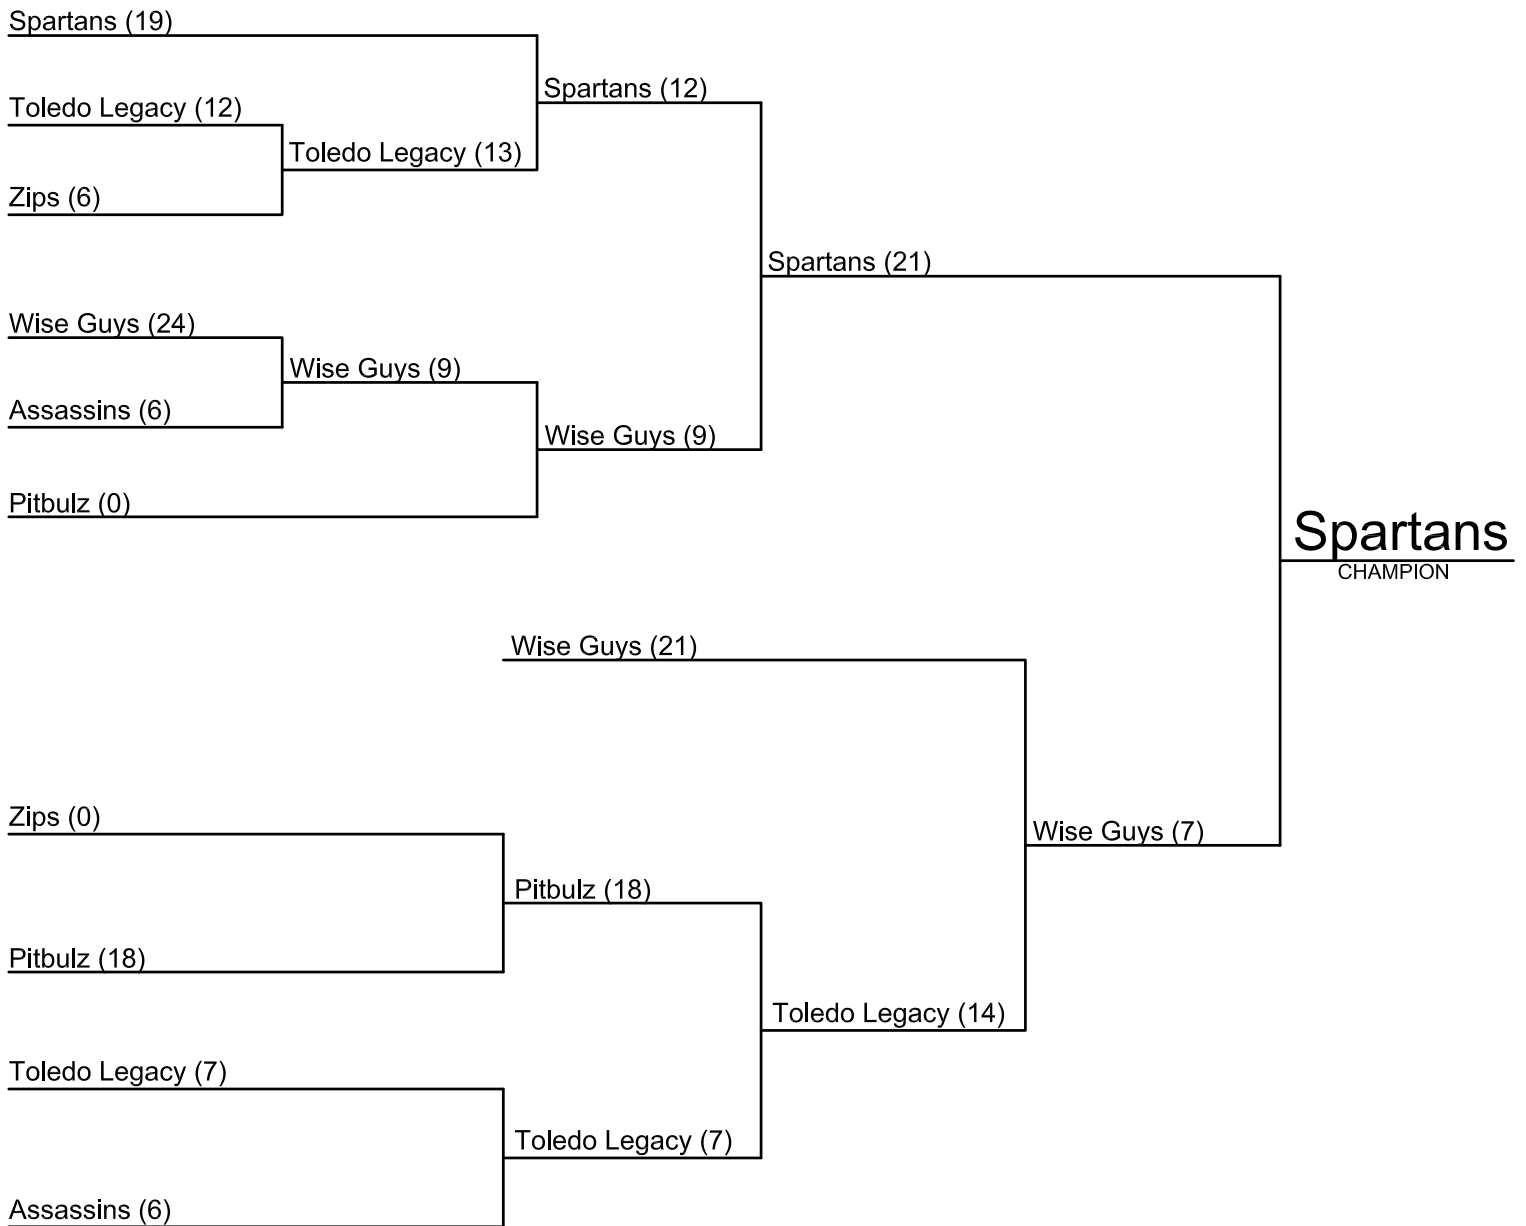 Spartans (19)
Spartans (12)
Toledo Legacy (12)
Toledo Legacy (13)
Zips (6)
Spartans (21)
Wise Guys (24)
Wise Guys (9)
Assassins (6)
Wise Guys (9)
Pitbulz (0)
Spartans
CHAMPION
Wise Guys (21)
Zips (0)
Wise Guys (7)
Pitbulz (18)
Pitbulz (18)
Toledo Legacy (14)
Toledo Legacy (7)
Toledo Legacy (7)
Assassins (6)